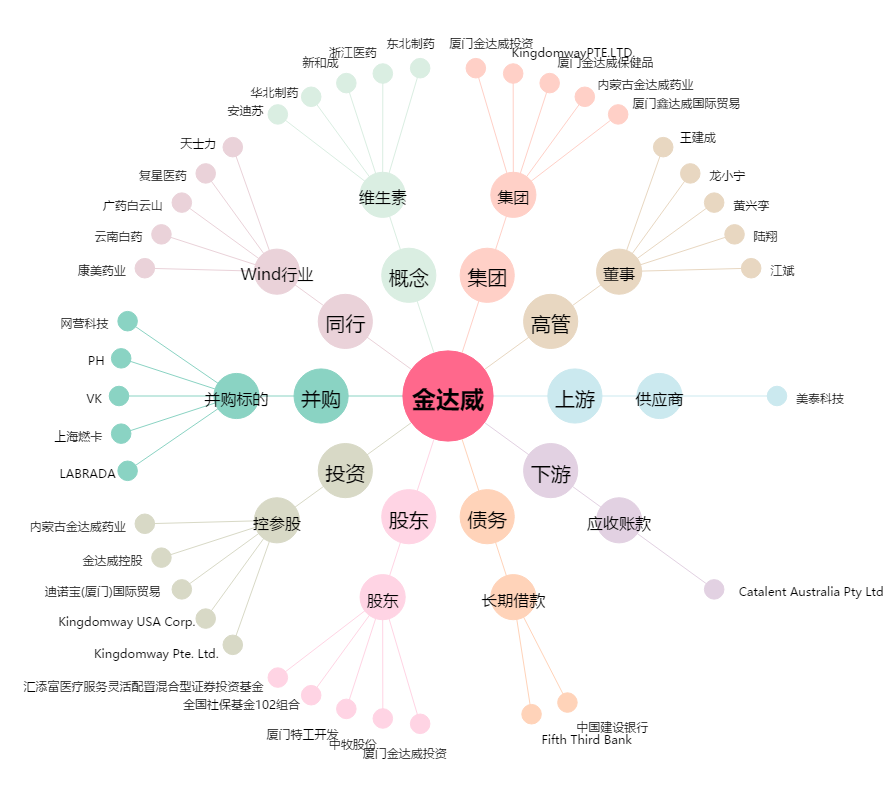 东北制药
厦门金达威投资
浙江医药
KingdomwayPTE.LTD.
新和成
厦门金达威保健品
华北制药
内蒙古金达威药业
安迪苏
厦门鑫达威国际贸易
天士力
王建成
复星医药
龙小宁
维生素
集团
广药白云山
黄兴孪
云南白药
陆翔
康美药业
江斌
Wind行业
董事
概念
集团
同行
高管
网营科技
PH
VK
上海燃卡
LABRADA
并购标的
并购
金达威
上游
供应商
美泰科技
投资
下游
内蒙古金达威药业
控参股
股东
债务
应收账款
金达威控股
迪诺宝(厦门)国际贸易
Catalent Australia Pty Ltd
股东
长期借款
Kingdomway USA Corp.
Kingdomway Pte. Ltd.
汇添富医疗服务灵活配置混合型证券投资基金
全国社保基金102组合
厦门特工开发
中国建设银行
中牧股份
Fifth Third Bank
厦门金达威投资